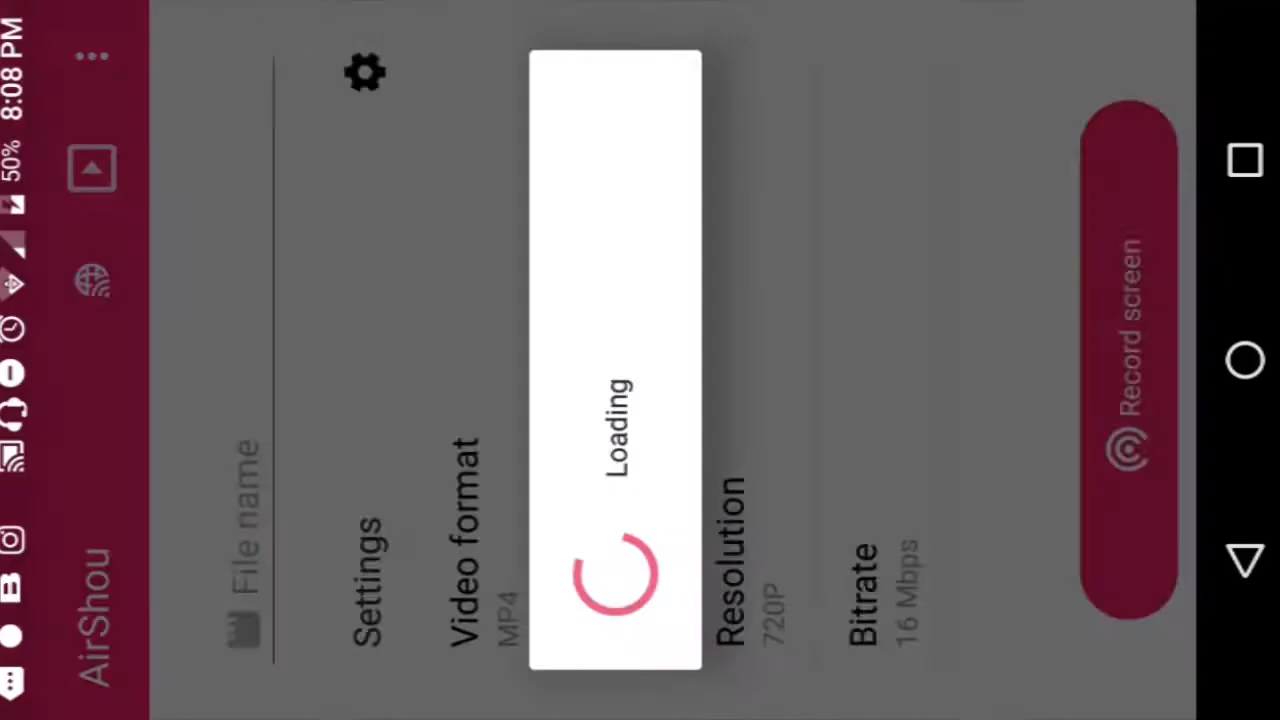 50% 8:08 PM
AirShou
File name
Settings
Video format
MP4
Loading
Resolution
720P
Bitrate
16 Mbps
Record screen